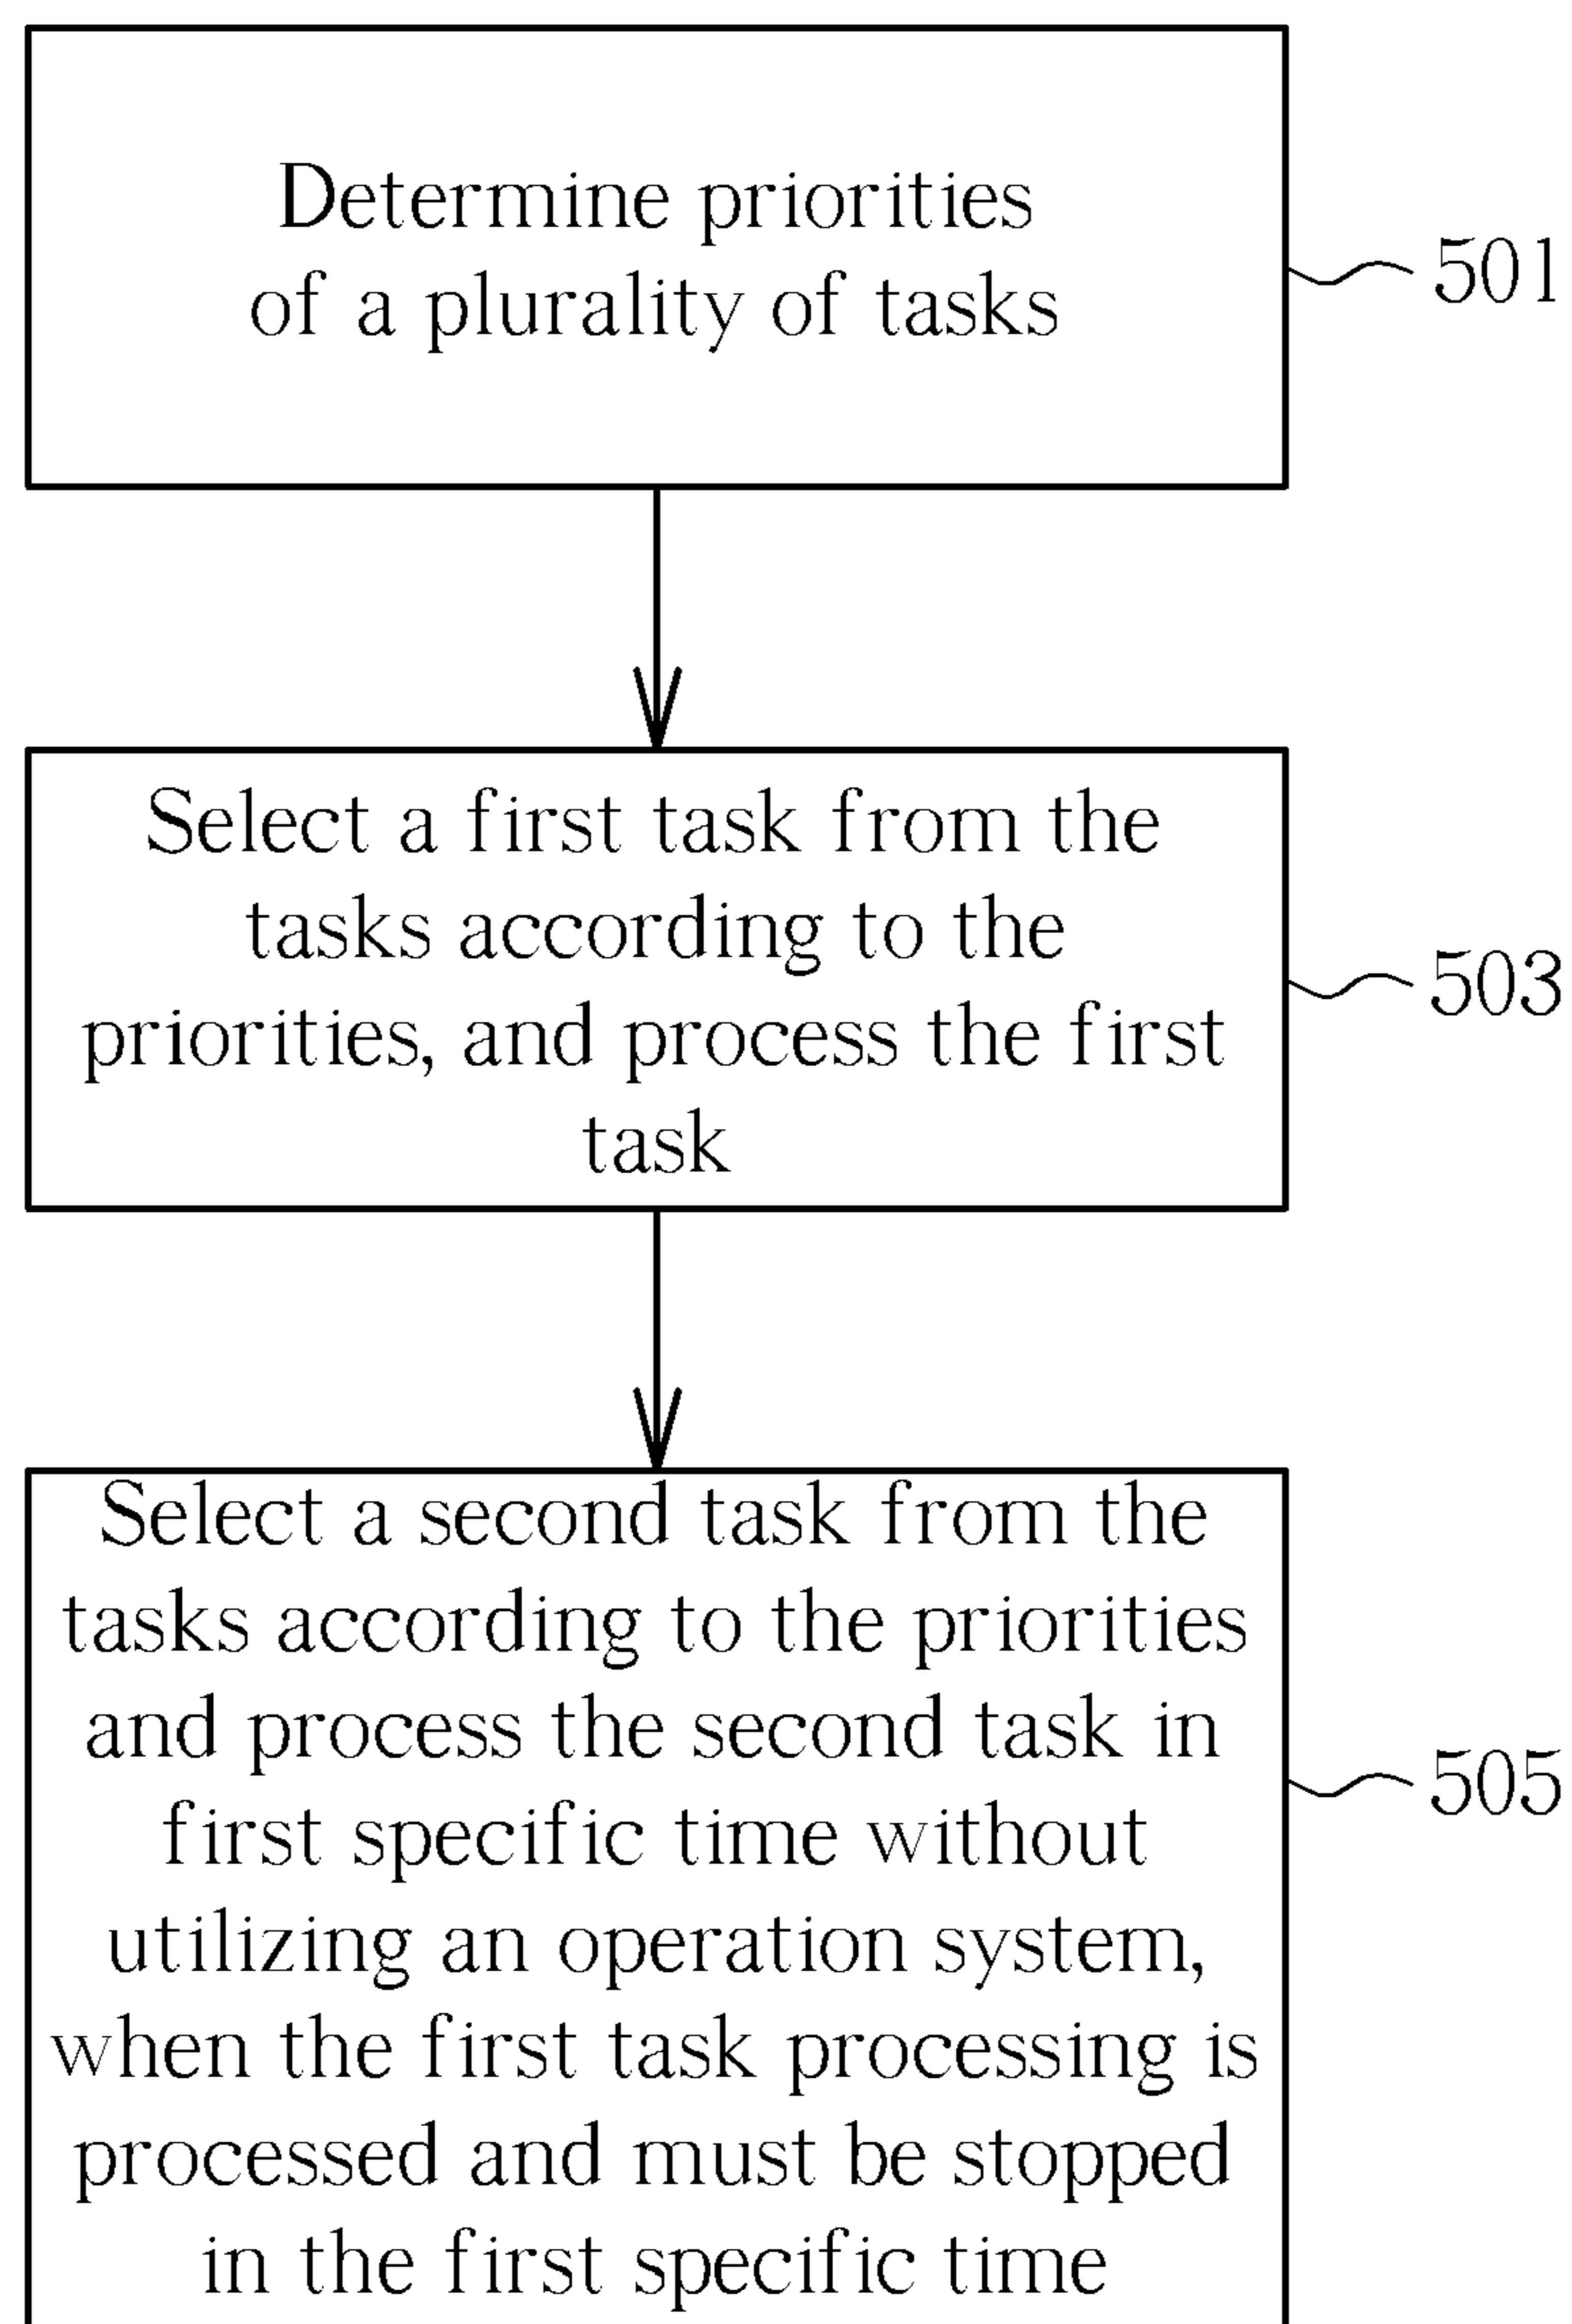 Determine priorities
of a plurality of tasks
501
Select a first task from the
tasks according to the
priorities, and process the first
task
503
Select a second task from the
tasks according to the priorities
and process the second task in
first specific time without
utilizing an operation system,
when the first task processing is
processed and must be stopped
in the first specific time
505